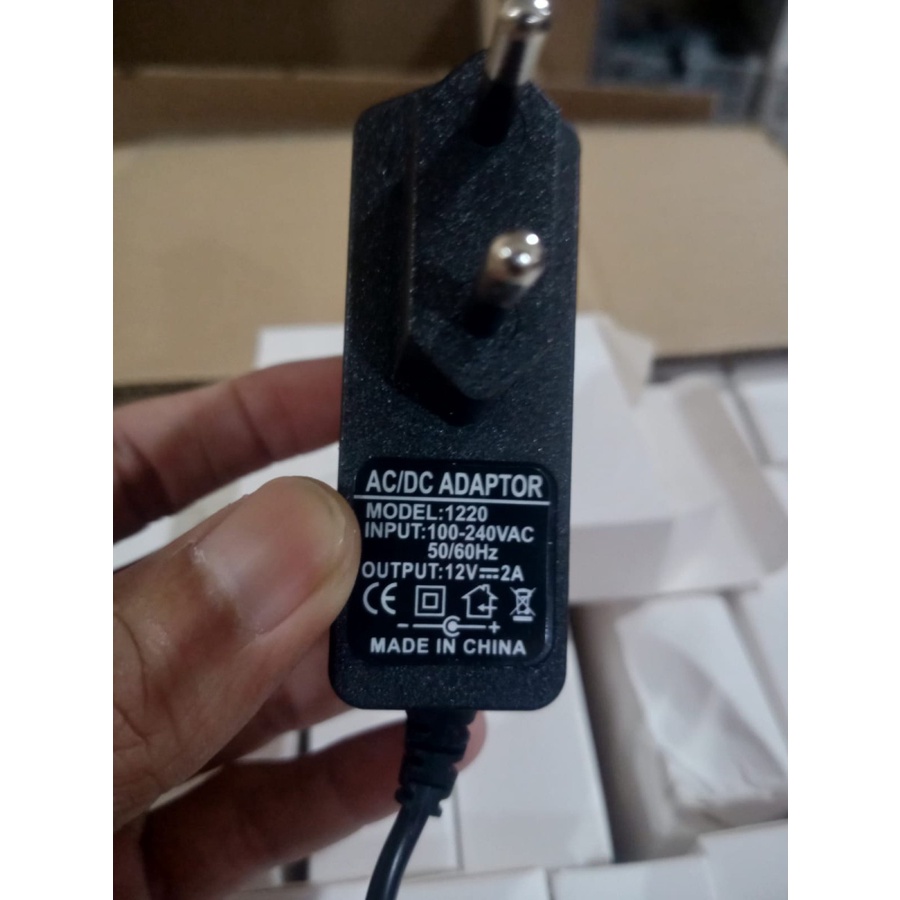 AC/DC ADAPTOR
MODEL:1220
INPUT:100-240VAC
50/60Hz
OUTPUT:12V⎓2A
CE
- +
MADE IN CHINA